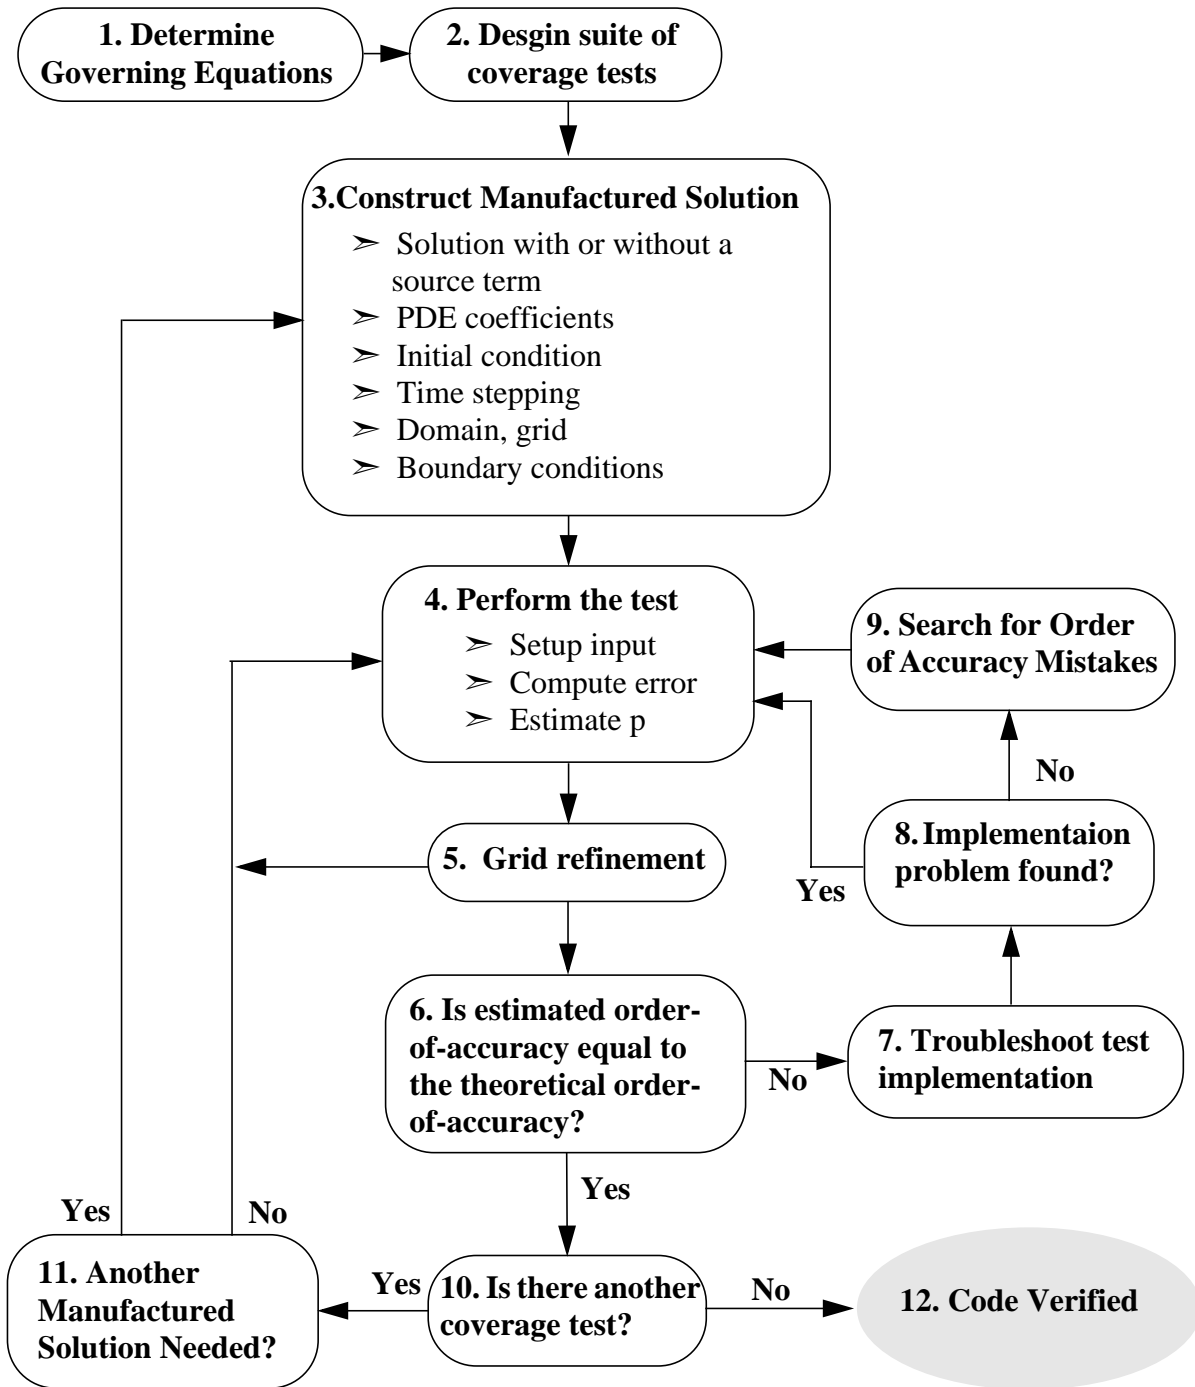 1. Determine
Governing Equations
2. Desgin suite of
coverage tests
3.Construct Manufactured Solution
➣ Solution with or without a
source term
➣ PDE coefficients
➣ Initial condition
➣ Time stepping
➣ Domain, grid
➣ Boundary conditions
4. Perform the test
➣ Setup input
➣ Compute error
➣ Estimate p
9. Search for Order
of Accuracy Mistakes
No
8. Implementaion
problem found?
Yes
5. Grid refinement
6. Is estimated order-
of-accuracy equal to
the theoretical order-
of-accuracy?
No
7. Troubleshoot test
implementation
Yes
Yes
No
11. Another
Manufactured
Solution Needed?
Yes
10. Is there another
coverage test?
No
12. Code Verified